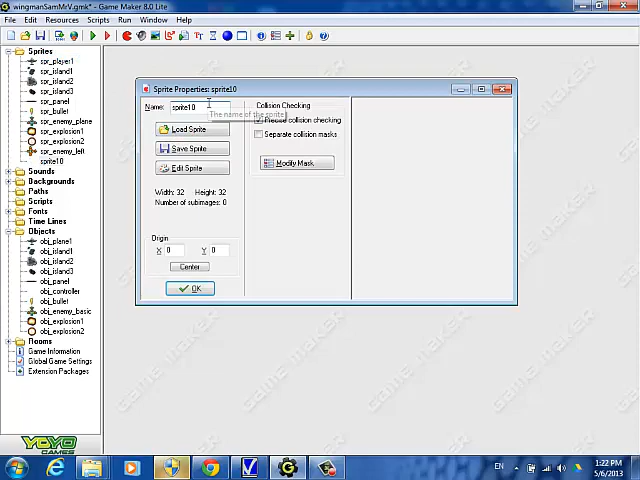 wingmanSamMrV.gmk* - Game Maker 8.0 Lite
File Edit Resources Scripts Run Window Help
Sprites
spr_player1
spr_island1
spr_island2
spr_island3
spr_panel
spr_bullet
spr_enemy_plane
spr_explosion1
spr_explosion2
spr_enemy_left
sprite10
Sounds
Backgrounds
Paths
Scripts
Fonts
Time Lines
Objects
obj_plane1
obj_island1
obj_island2
obj_island3
obj_panel
obj_controller
obj_bullet
obj_enemy_basic
obj_explosion1
obj_explosion2
Rooms
Game Information
Global Game Settings
Extension Packages
YOYO
GAMES
Sprite Properties: sprite10
Name: sprite10
The name of the sprite
Load Sprite
Save Sprite
Edit Sprite
Width: 32 Height: 32
Number of subimages: 0
Origin
X 0 Y 0
Center
OK
Collision Checking
Precise collision checking
Separate collision masks
Modify Mask
EN
1:22 PM
5/6/2013